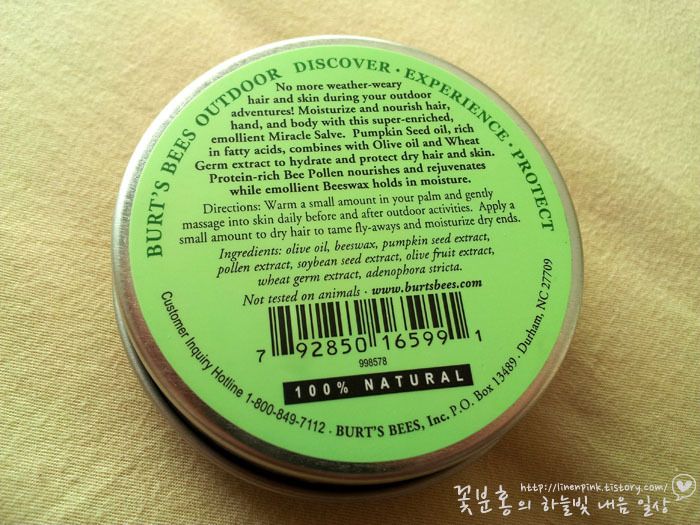 BURT'S BEES OUTDOOR DISCOVER · EXPERIENCE · PROTECT
No more weather-weary
hair and skin during your outdoor
adventures! Moisturize and nourish hair,
hand, and body with this super-enriched,
emollient Miracle Salve. Pumpkin Seed oil, rich
in fatty acids, combines with Olive oil and Wheat
Germ extract to hydrate and protect dry hair and skin.
Protein-rich Bee Pollen nourishes and rejuvenates
while emollient Beeswax holds in moisture.
Directions: Warm a small amount in your palm and gently
massage into skin daily before and after outdoor activities. Apply a
small amount to dry hair to tame fly-aways and moisturize dry ends.
Ingredients: olive oil, beeswax, pumpkin seed extract,
pollen extract, soybean seed extract, olive fruit extract,
wheat germ extract, adenophora stricta.
Not tested on animals · www.burtsbees.com
7 92850 16599 1
998578
100% NATURAL
Customer Inquiry Hotline 1-800-849-7112 · BURT'S BEES, Inc. P.O. Box 13489 · Durham, NC 27709
http://linenpink.tistory.com/
꽃분홍의 하늘빛 내음 일상